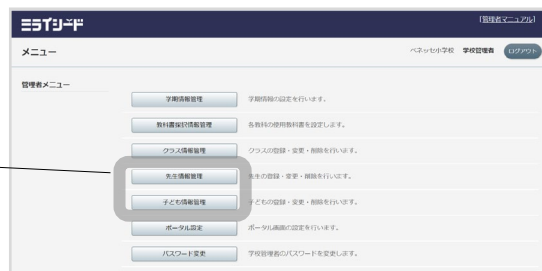 ミライシード
[管理者マニュアル]
メニュー
ベネッセ小学校 学校管理者 ログアウト
管理者メニュー
学期情報管理 学期情報の設定を行います。
教科書採択情報管理 各教科の使用教科書を設定します。
クラス情報管理 クラスの登録・変更・削除を行います。
先生情報管理 先生の登録・変更・削除を行います。
子ども情報管理 子どもの登録・変更・削除を行います。
ポータル設定 ポータル画面の設定を行います。
パスワード変更 学校管理者のパスワードを変更します。